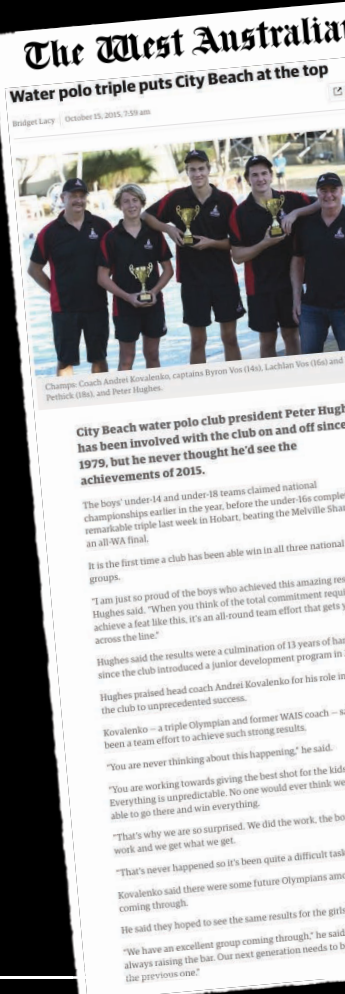 The West Australian
Water polo triple puts City Beach at the top
Bridget Lacy | October 15, 2015, 7:59 am
Champs: Coach Andrei Kovalenko, captains Byron Vos (14s), Lachlan Vos (16s) and
Pethick (18s), and Peter Hughes.
City Beach water polo club president Peter Hugh
has been involved with the club on and off since
1979, but he never thought he'd see the
achievements of 2015.
The boys' under-14 and under-18 teams claimed national
championships earlier in the year, before the under-16s comple
remarkable triple last week in Hobart, beating the Melville Shar
an all-WA final.
It is the first time a club has been able win in all three national
groups.
"I am just so proud of the boys who achieved this amazing res
Hughes said. "When you think of the total commitment requi
achieve a feat like this, it's an all-round team effort that gets y
across the line."
Hughes said the results were a culmination of 13 years of har
since the club introduced a junior development program in
Hughes praised head coach Andrei Kovalenko for his role in
the club to unprecedented success.
Kovalenko — a triple Olympian and former WAIS coach — sa
been a team effort to achieve such strong results.
"You are never thinking about this happening," he said.
"You are working towards giving the best shot for the kids
Everything is unpredictable. No one would ever think we
able to go there and win everything.
"That's why we are so surprised. We did the work, the bo
work and we get what we get.
"That's never happened so it's been quite a difficult task
Kovalenko said there were some future Olympians amo
coming through.
He said they hoped to see the same results for the girls
"We have an excellent group coming through," he said
always raising the bar. Our next generation needs to b
the previous one."